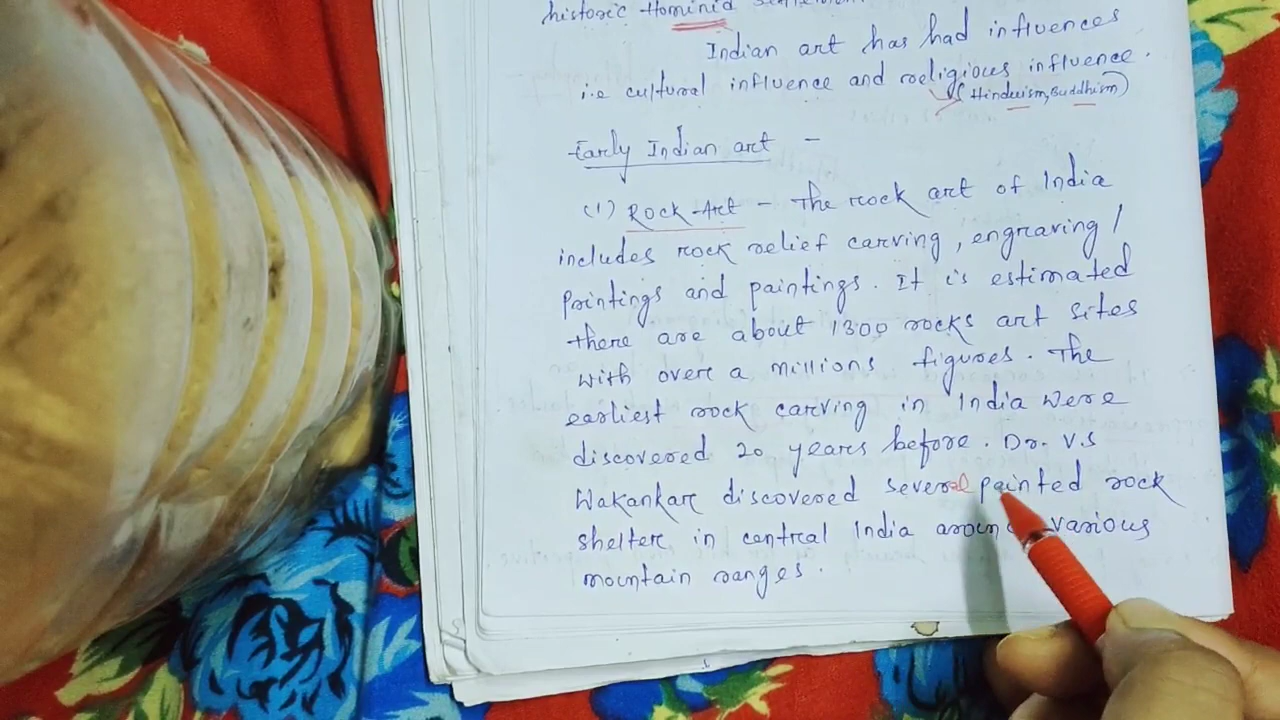 historic Hominid settlement
Indian art has had influences
i.e cultural influence and religious influence.
(Hinduism, Buddhism)
Early Indian art -
(1) Rock-Art - The rock art of India
includes rock relief carving, engraving /
Printings and paintings. It is estimated
there are about 1300 rocks art sites
with over a millions figures. The
earliest rock carving in India were
discovered 20 years before. Dr. V.S
Wakankar discovered several painted rock
shelter in central India around various
mountain ranges.